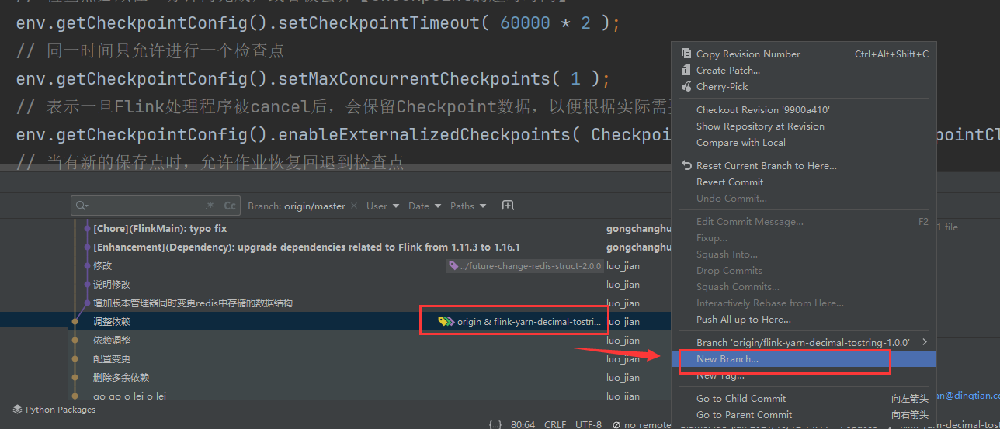 env.getCheckpointConfig().setCheckpointTimeout( 60000 * 2 );
// 同一时间只允许进行一个检查点
env.getCheckpointConfig().setMaxConcurrentCheckpoints( 1 );
// 表示一旦Flink处理程序被cancel后，会保留Checkpoint数据，以便根据实际需
env.getCheckpointConfig().enableExternalizedCheckpoints( Checkpoi
pointCl
// 当有新的保存点时，允许作业恢复回退到检查点
Cc
Branch: origin/master
User
Date
Paths
[Chore](FlinkMain): typo fix gongchanghu
[Enhancement](Dependency): upgrade dependencies related to Flink from 1.11.3 to 1.16.1 gongchanghu
修改 ../future-change-redis-struct-2.0.0 luo_jian
说明修改 luo_jian
增加版本管理器同时变更redis中存储的数据结构 luo_jian
调整依赖 origin & flink-yarn-decimal-tostri... luo_jian
依赖调整 luo_jian
配置变更 luo_jian
删除多余依赖 luo_jian
go go o lei o lei luo_jian
Copy Revision Number Ctrl+Alt+Shift+C
Create Patch...
Cherry-Pick
Checkout Revision '9900a410'
Show Repository at Revision
Compare with Local
Reset Current Branch to Here...
Revert Commit
Undo Commit...
Edit Commit Message... F2
Fixup...
Squash Into...
Drop Commits
Squash Commits...
Interactively Rebase from Here...
Push All up to Here...
Branch 'origin/flink-yarn-decimal-tostring-1.0.0'
New Branch...
New Tag...
Go to Child Commit 向左箭头
Go to Parent Commit 向右箭头
1 file
an@dingtian.co
Python Packages
{...} 80:64 CRLF UTF-8 no remote